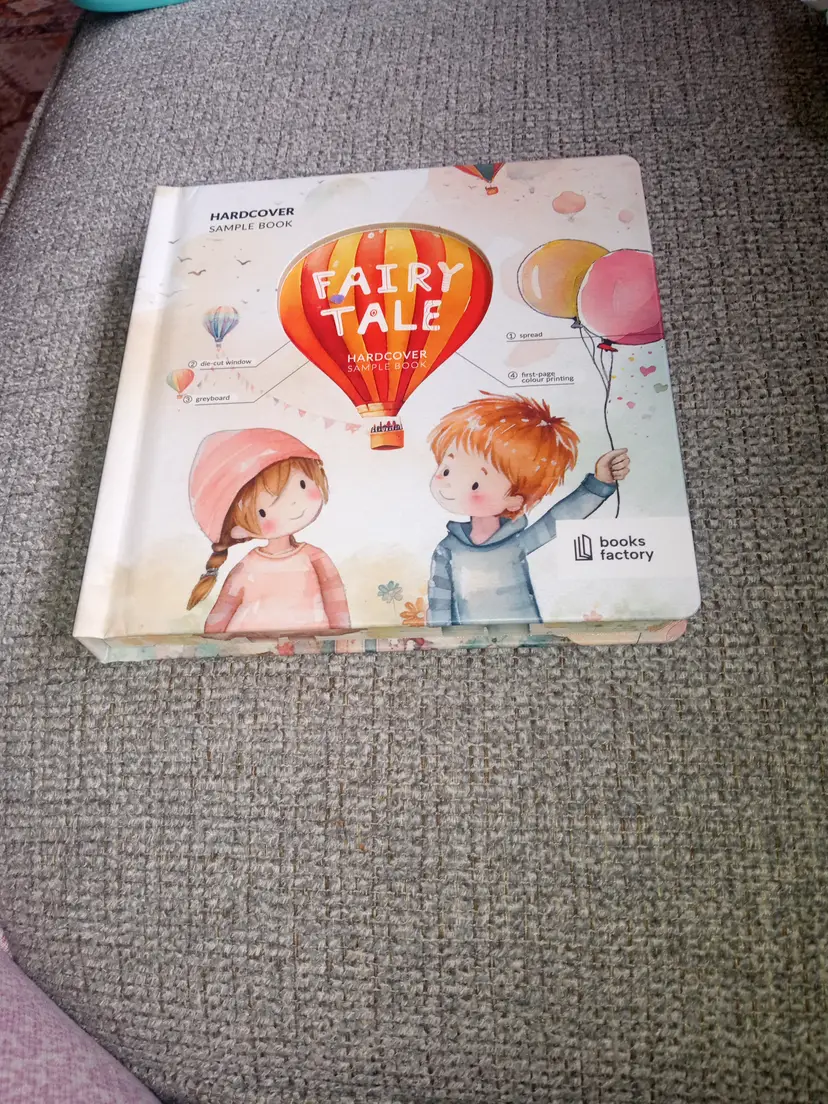 HARDCOVER
SAMPLE BOOK
FAIRY
TALE
HARDCOVER
SAMPLE BOOK
① spread
② die-cut window
③ greyboard
④ first-page
colour printing
books
factory